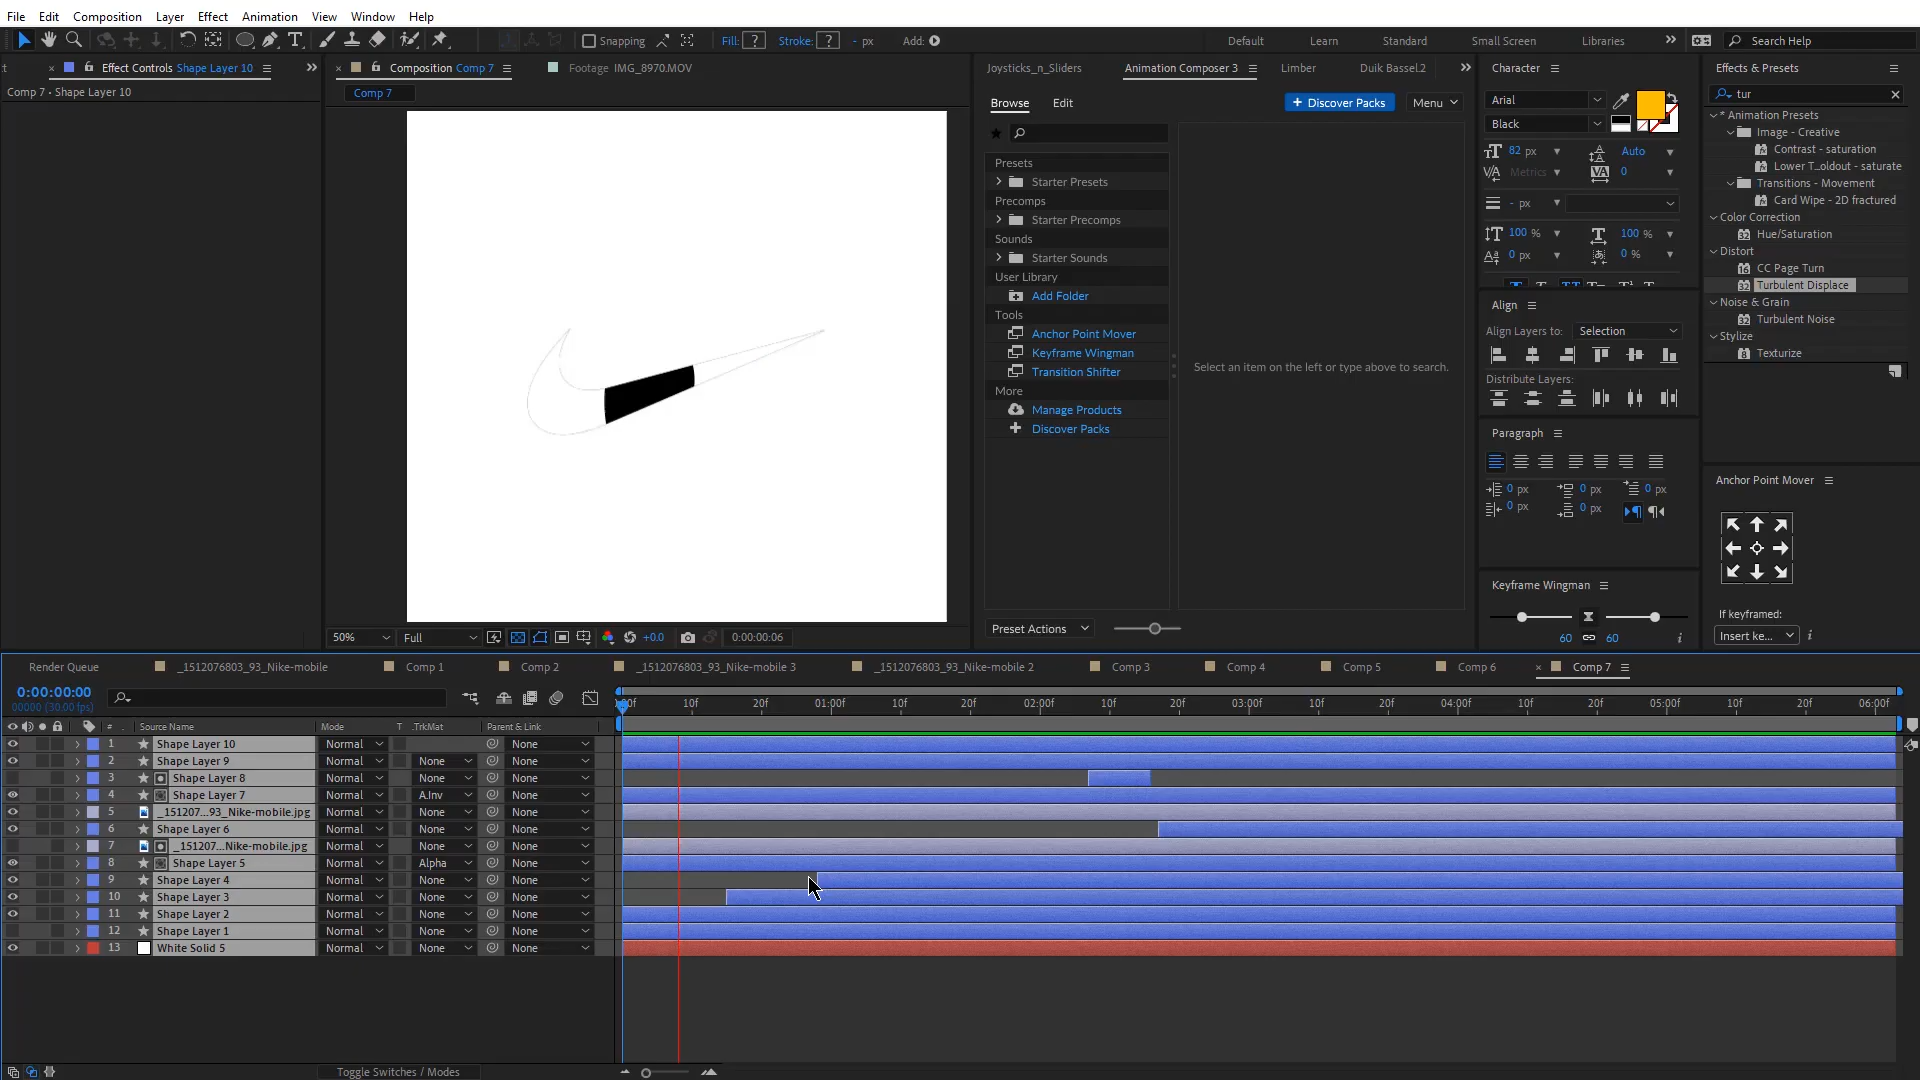 File Edit Composition Layer Effect Animation View Window Help
Snapping Fill: ? Stroke: ? - px Add: Default Learn Standard Small Screen Libraries Search Help
Effect Controls Shape Layer 10
Comp 7 • Shape Layer 10
Composition Comp 7 Footage IMG_8970.MOV
Comp 7
50% Full +0.0 0:00:00:06
Joysticks_n_Sliders Animation Composer 3 Limber Duik Bassel.2
Browse Edit + Discover Packs Menu
Presets
Starter Presets
Precomps
Starter Precomps
Sounds
Starter Sounds
User Library
Add Folder
Tools
Anchor Point Mover
Keyframe Wingman
Transition Shifter
More
Manage Products
Discover Packs
Select an item on the left or type above to search.
Preset Actions
Character
Arial
Black
82 px Auto
Metrics 0
- px
100 % 100 %
0 px 0 %
Align
Align Layers to: Selection
Distribute Layers:
Paragraph
0 px 0 px 0 px
0 px 0 px
Keyframe Wingman
60 60
Effects & Presets
tur
* Animation Presets
Image - Creative
Contrast - saturation
Lower T_oldout - saturate
Transitions - Movement
Card Wipe - 2D fractured
Color Correction
Hue/Saturation
Distort
CC Page Turn
Turbulent Displace
Noise & Grain
Turbulent Noise
Stylize
Texturize
Anchor Point Mover
If keyframed:
Insert ke...
Render Queue _1512076803_93_Nike-mobile Comp 1 Comp 2 _1512076803_93_Nike-mobile 3 _1512076803_93_Nike-mobile 2 Comp 3 Comp 4 Comp 5 Comp 6 Comp 7
0:00:00:00
00000 (30.00 fps)
10f 20f 01:00f 10f 20f 02:00f 10f 20f 03:00f 10f 20f 04:00f 10f 20f 05:00f 10f 20f 06:00f
# Source Name Mode T .TrkMat Parent & Link
1 Shape Layer 10 Normal None
2 Shape Layer 9 Normal None None
3 Shape Layer 8 Normal None None
4 Shape Layer 7 Normal A.Inv None
5 _151207...93_Nike-mobile.jpg Normal None None
6 Shape Layer 6 Normal None None
7 _151207...Nike-mobile.jpg Normal None None
8 Shape Layer 5 Normal Alpha None
9 Shape Layer 4 Normal None None
10 Shape Layer 3 Normal None None
11 Shape Layer 2 Normal None None
12 Shape Layer 1 Normal None None
13 White Solid 5 Normal None None
Toggle Switches / Modes